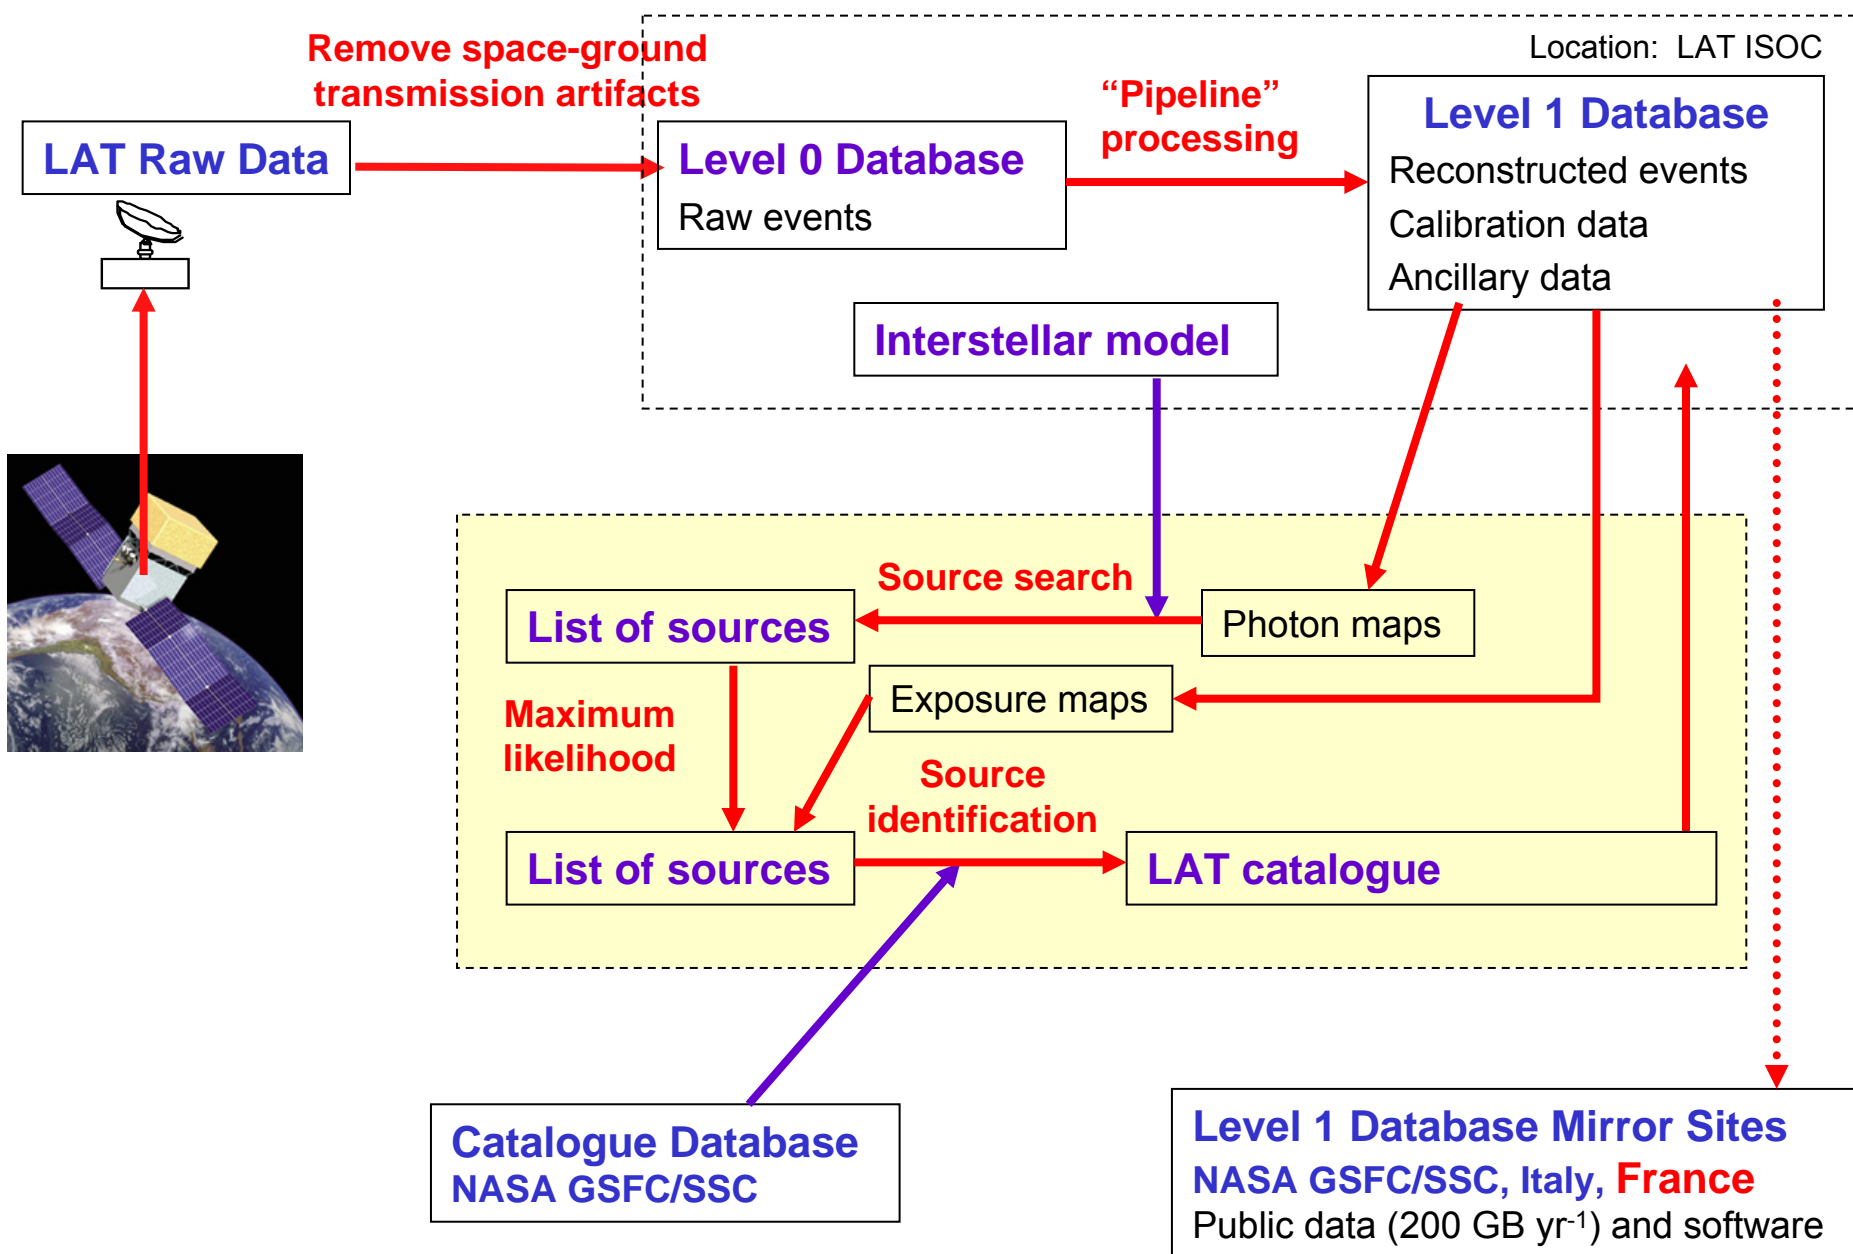 Remove space-ground
transmission artifacts
Location: LAT ISOC
“Pipeline”
processing
LAT Raw Data
Level 0 Database
Raw events
Level 1 Database
Reconstructed events
Calibration data
Ancillary data
Interstellar model
Source search
List of sources
Photon maps
Exposure maps
Maximum
likelihood
Source
identification
List of sources
LAT catalogue
Catalogue Database
NASA GSFC/SSC
Level 1 Database Mirror Sites
NASA GSFC/SSC, Italy, France
Public data (200 GB yr⁻¹) and software